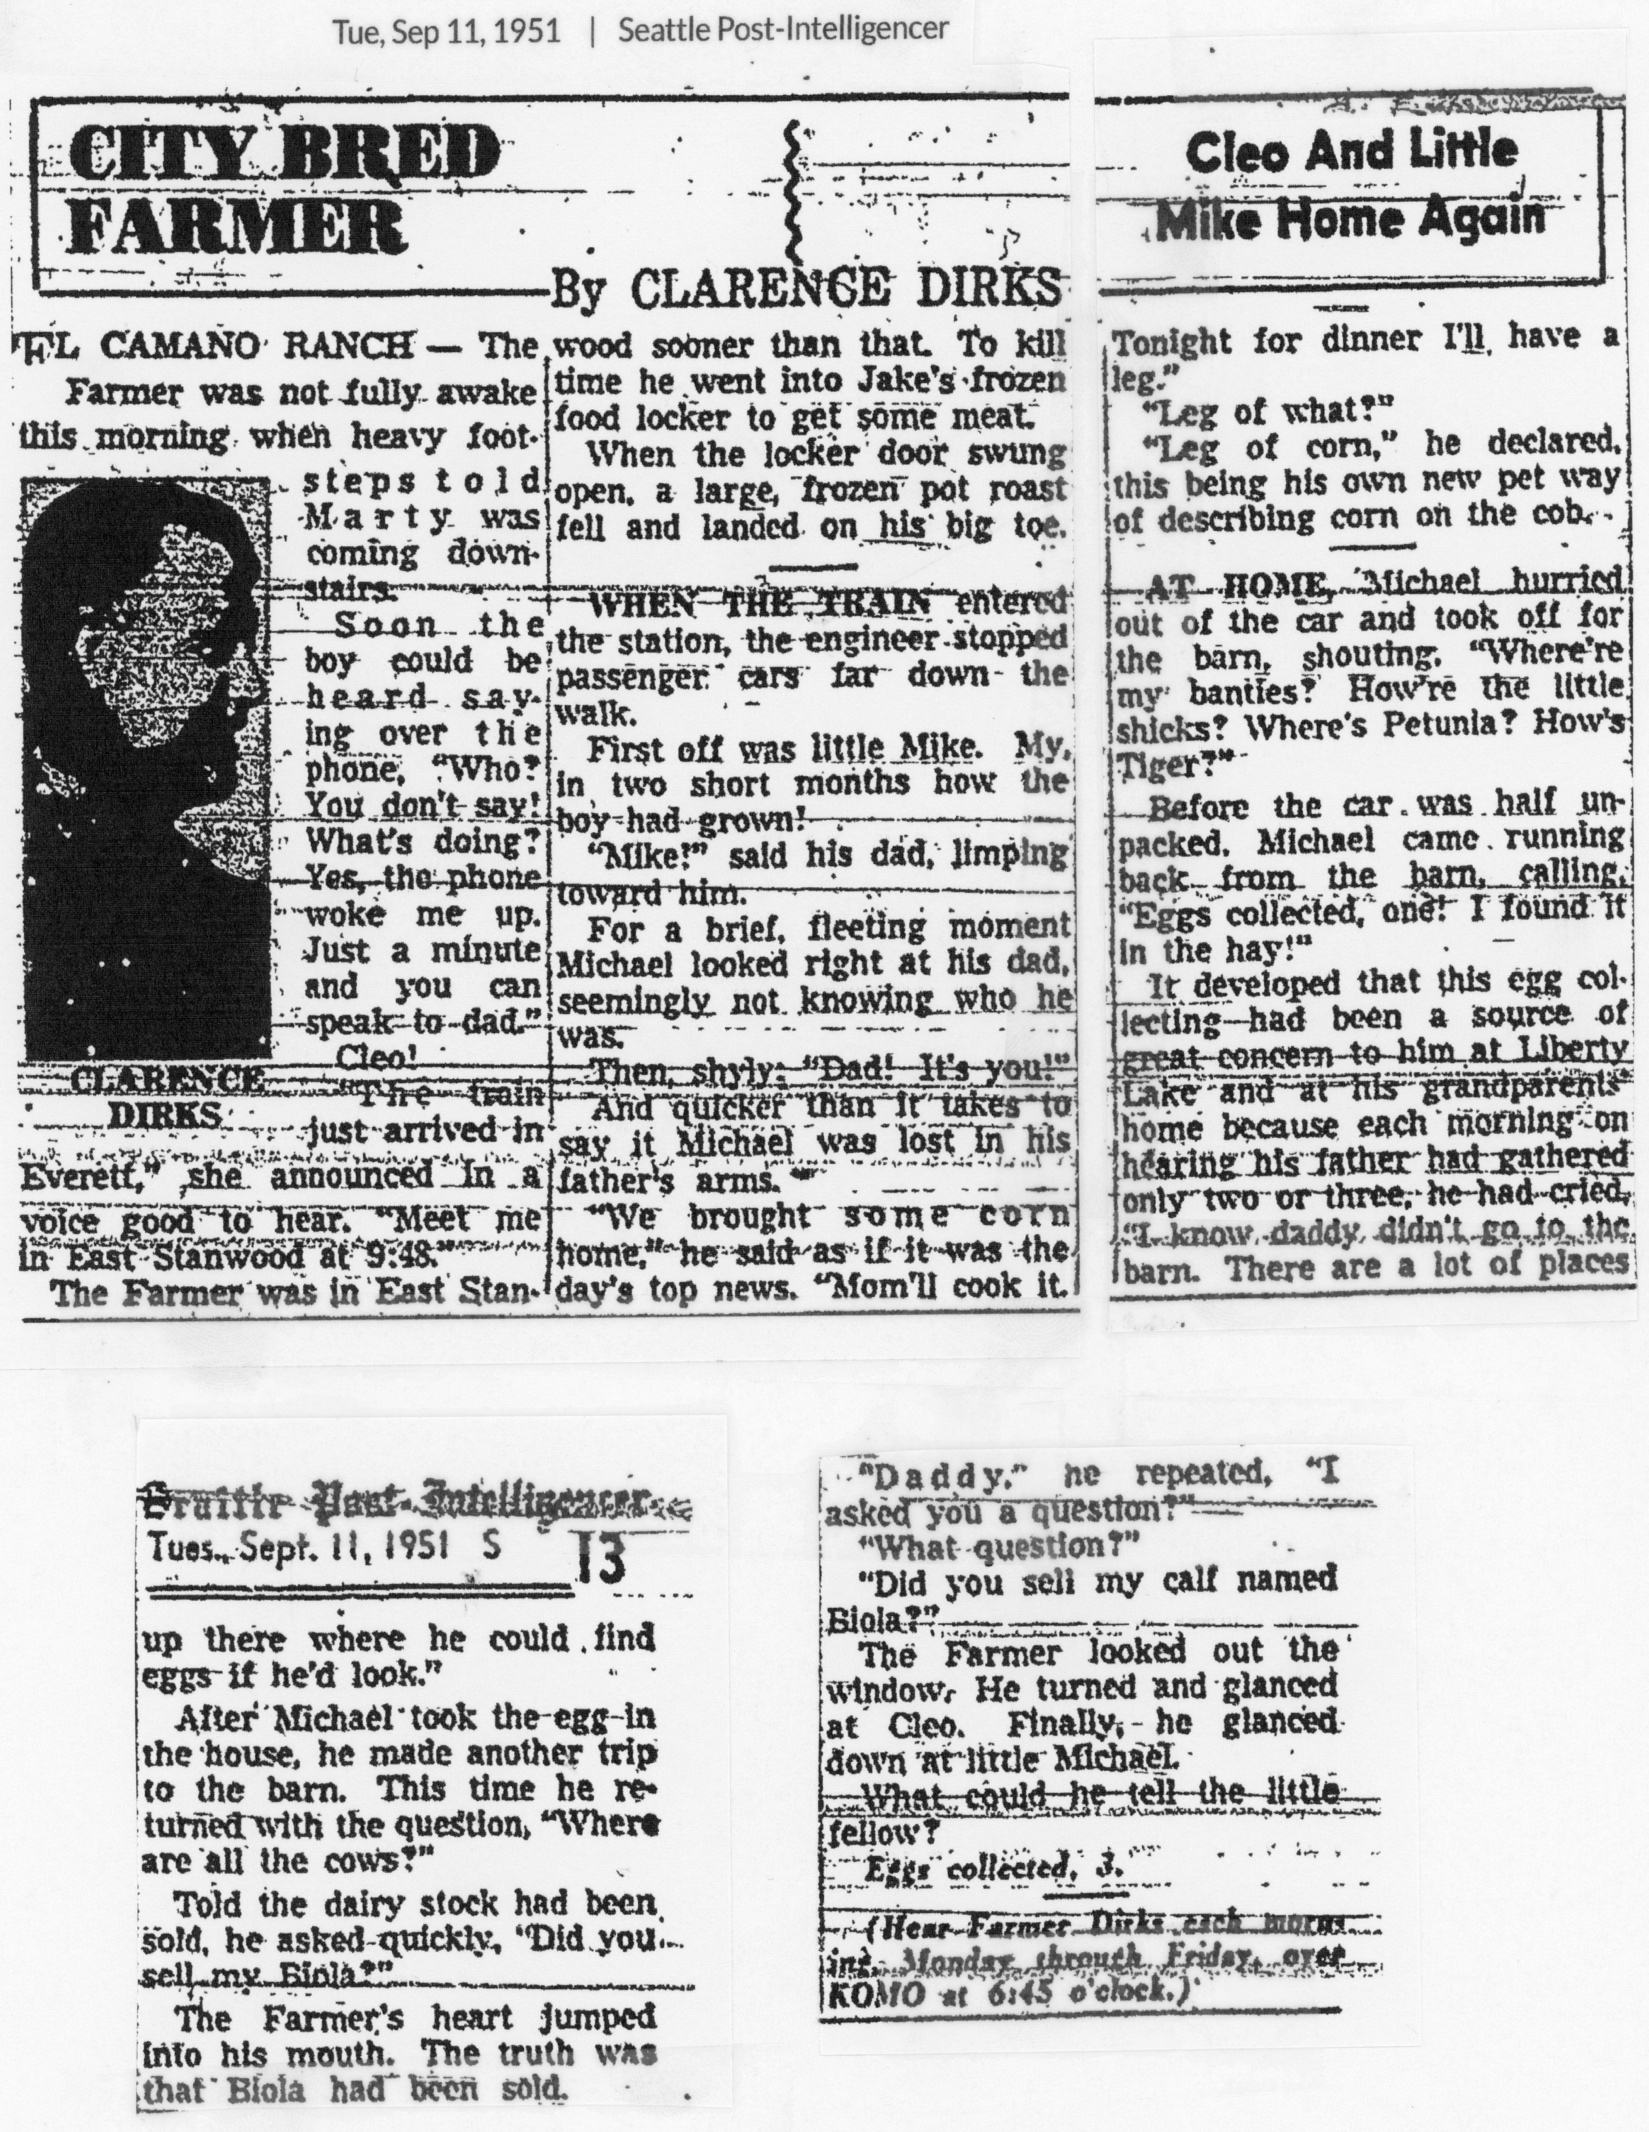 Tue, Sep 11, 1951 | Seattle Post-Intelligencer
CITY BRED
FARMER
By CLARENCE DIRKS
Cleo And Little
Mike Home Again
EL CAMANO RANCH — The
Farmer was not fully awake
this morning when heavy foot-
steps told
Marty was
coming down-
stairs.
Soon the
boy could be
heard say-
ing over the
phone, "Who?
You don't say!
What's doing?
Yes, the phone
woke me up.
Just a minute
and you can
speak to dad."
Cleo!
"The train
just arrived in
CLARENCE
DIRKS
Everett," she announced in a
voice good to hear. "Meet me
in East Stanwood at 9:48."
The Farmer was in East Stan-
wood sooner than that. To kill
time he went into Jake's frozen
food locker to get some meat.
When the locker door swung
open, a large, frozen pot roast
fell and landed on his big toe.
WHEN THE TRAIN entered
the station, the engineer stopped
passenger cars far down the
walk.
First off was little Mike. My,
in two short months how the
boy had grown!
"Mike!" said his dad, limping
toward him.
For a brief, fleeting moment
Michael looked right at his dad,
seemingly not knowing who he
was.
Then, shyly: "Dad! It's you!"
And quicker than it takes to
say it Michael was lost in his
father's arms.
"We brought some corn
home," he said as if it was the
day's top news. "Mom'll cook it.
Tonight for dinner I'll have a
leg."
"Leg of what?"
"Leg of corn," he declared,
this being his own new pet way
of describing corn on the cob.
AT HOME, Michael hurried
out of the car and took off for
the barn, shouting, "Where're
my banties? How're the little
shicks? Where's Petunia? How's
Tiger?"
Before the car was half un-
packed, Michael came running
back from the barn, calling,
"Eggs collected, one! I found it
in the hay!"
It developed that this egg col-
lecting had been a source of
great concern to him at Liberty
Lake and at his grandparents'
home because each morning on
hearing his father had gathered
only two or three, he had cried,
"I know daddy didn't go to the
barn. There are a lot of places
Seattle Post-Intelligencer
Tues., Sept. 11, 1951 S 13
up there where he could find
eggs if he'd look."
After Michael took the egg in
the house, he made another trip
to the barn. This time he re-
turned with the question, "Where
are all the cows?"
Told the dairy stock had been
sold, he asked quickly, "Did you
sell my Biola?"
The Farmer's heart jumped
into his mouth. The truth was
that Biola had been sold.
"Daddy," he repeated, "I
asked you a question?"
"What question?"
"Did you sell my calf named
Biola?"
The Farmer looked out the
window. He turned and glanced
at Cleo. Finally, he glanced
down at little Michael.
What could he tell the little
fellow?
Eggs collected, 3.
(Hear Farmer Dirks each morn-
ing, Monday through Friday, over
KOMO at 6:45 o'clock.)